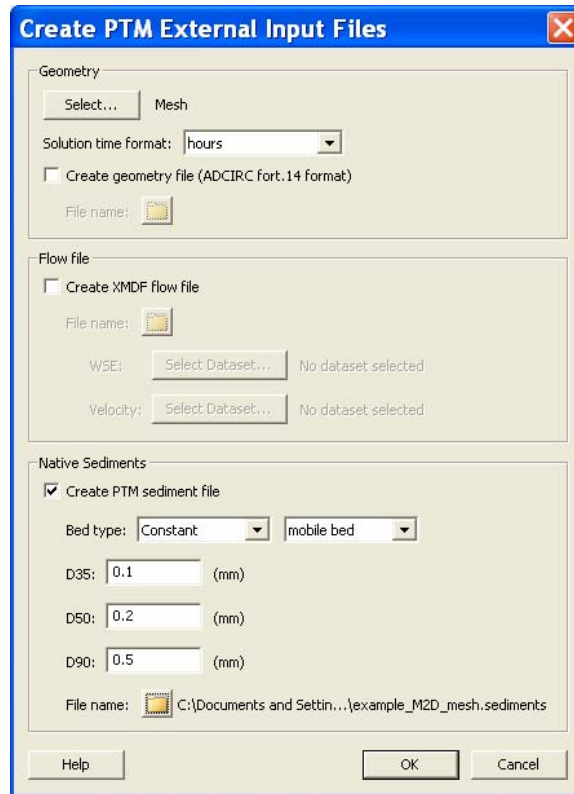 Create PTM External Input Files
Geometry
Select... Mesh
Solution time format: hours
Create geometry file (ADCIRC fort.14 format)
File name:
Flow file
Create XMDF flow file
File name:
WSE: Select Dataset... No dataset selected
Velocity: Select Dataset... No dataset selected
Native Sediments
Create PTM sediment file
Bed type: Constant mobile bed
D35: 0.1 (mm)
D50: 0.2 (mm)
D90: 0.5 (mm)
File name: C:\Documents and Settin...\example_M2D_mesh.sediments
Help OK Cancel